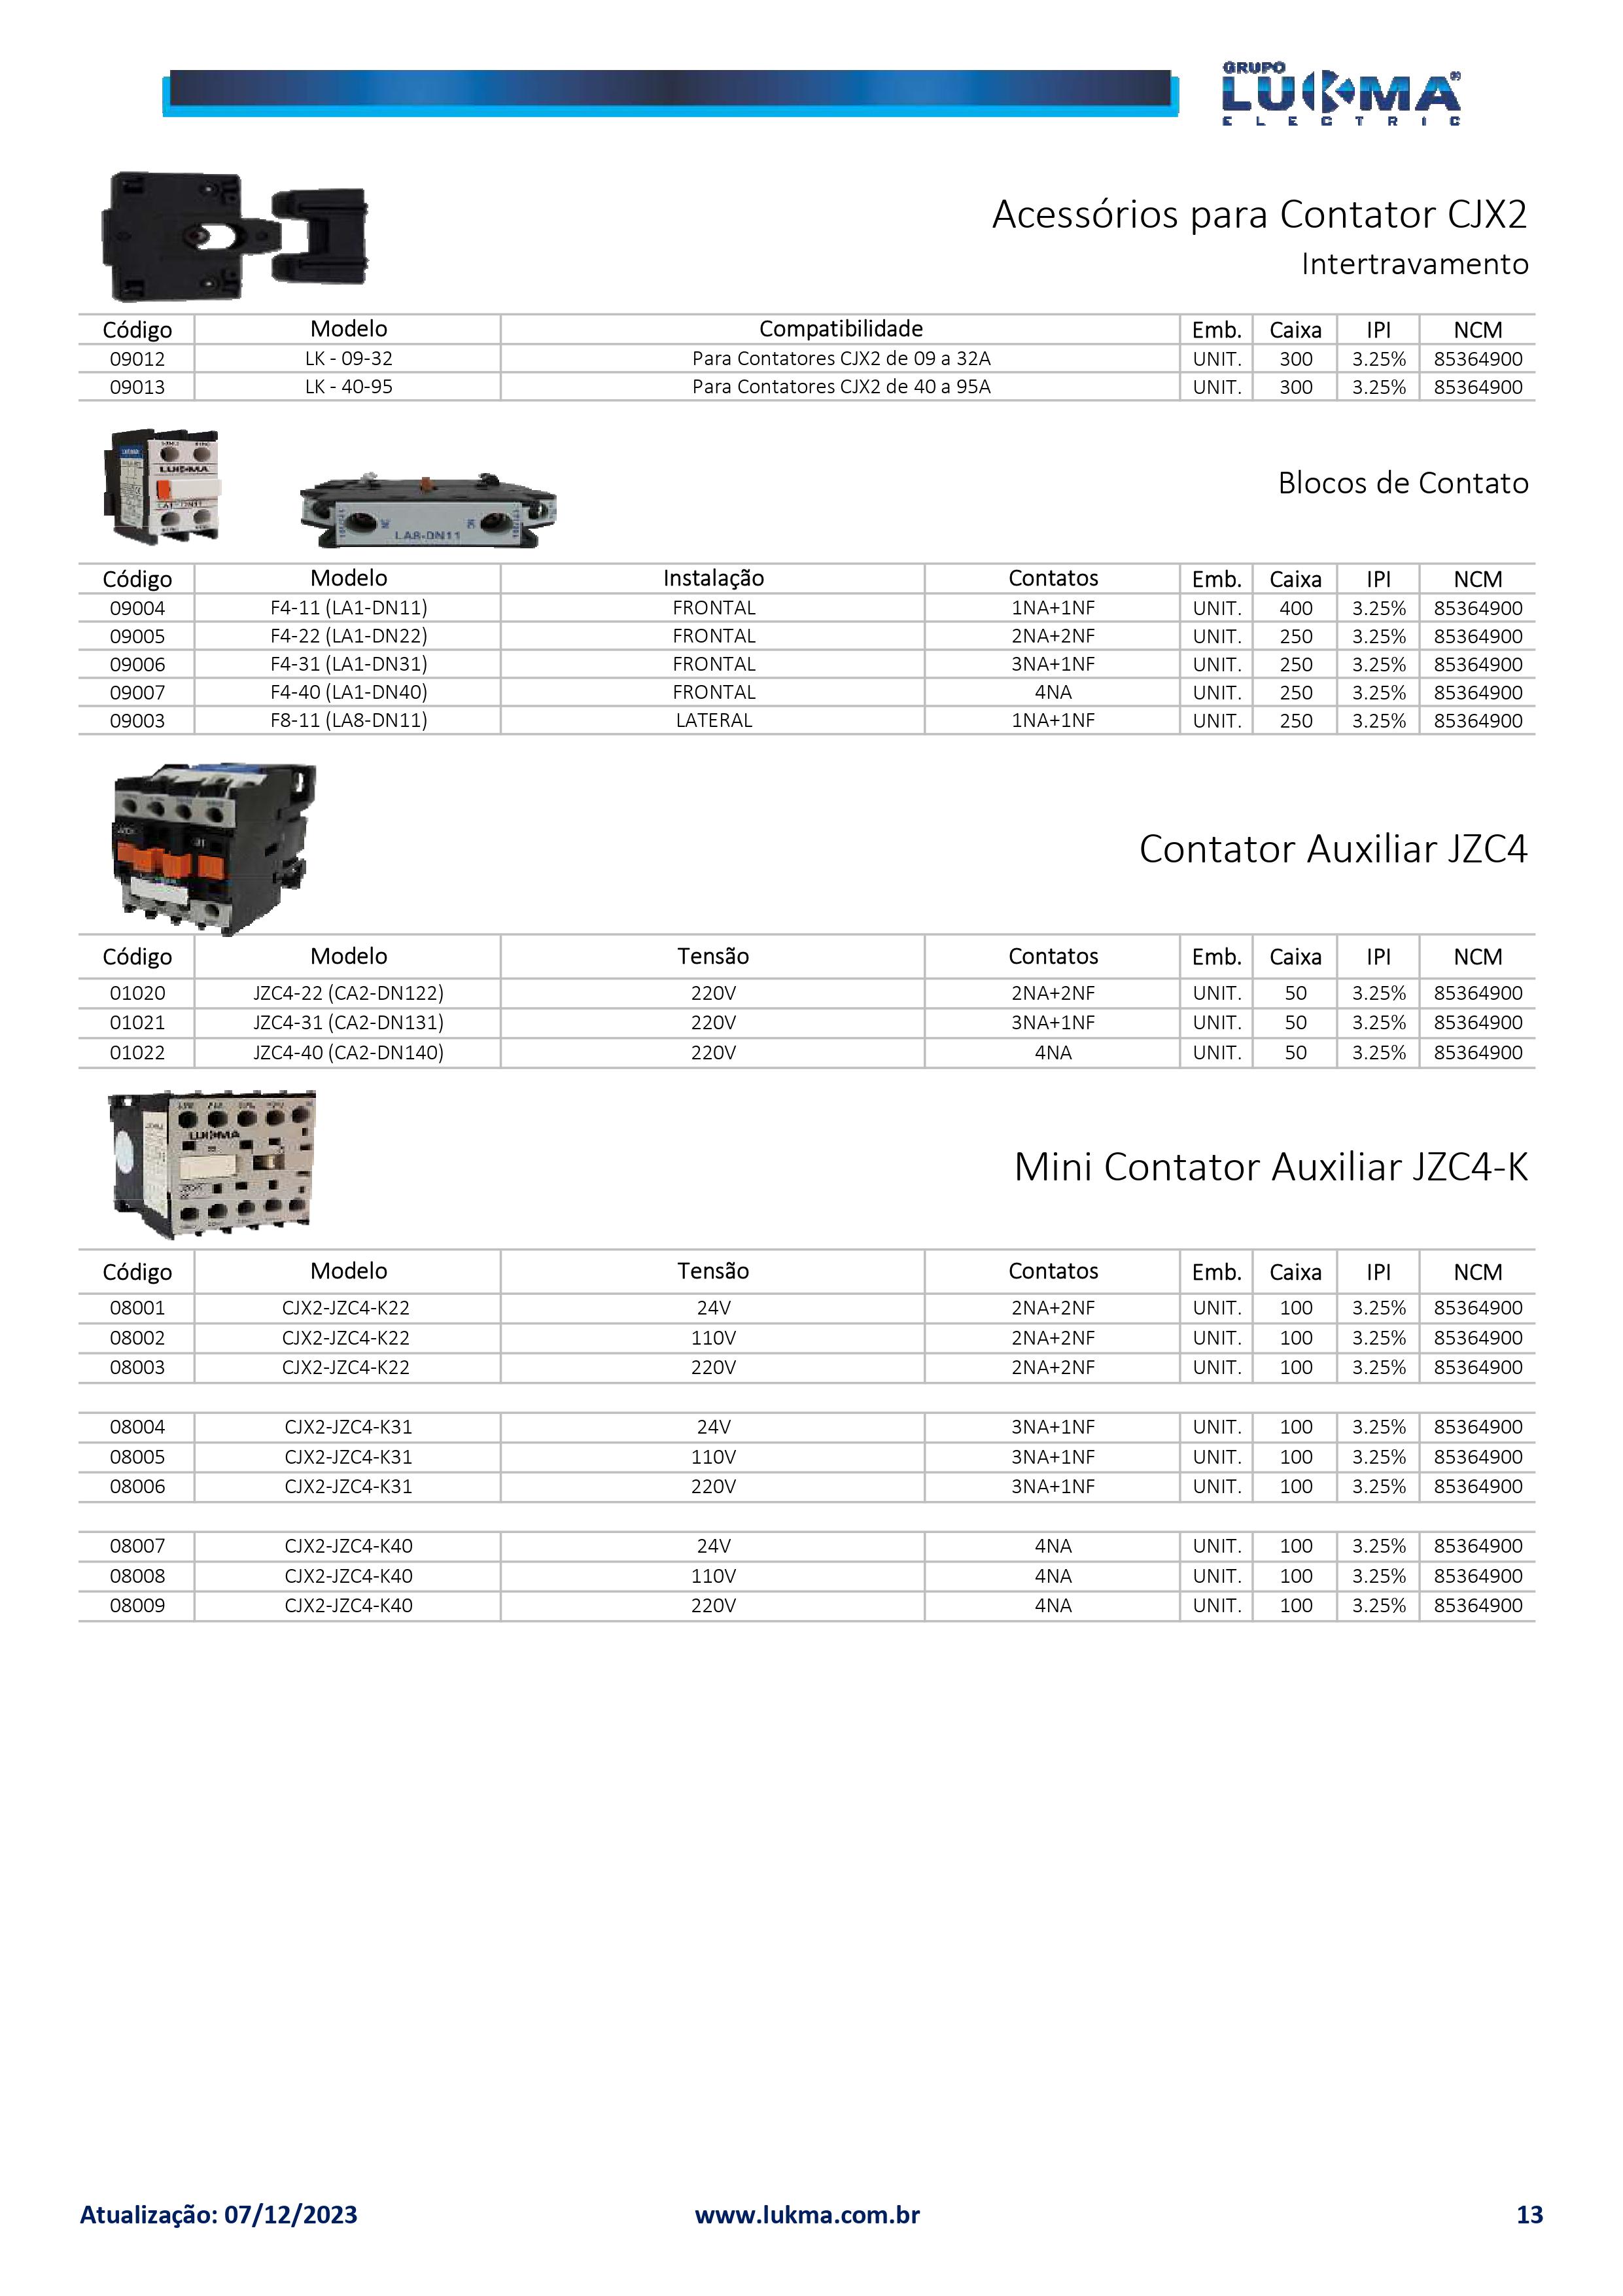 GRUPO
LUKMA®
ELECTRIC
Acessórios para Contator CJX2
Intertravamento
Código Modelo Compatibilidade Emb. Caixa IPI NCM
09012 LK - 09-32 Para Contatores CJX2 de 09 a 32A UNIT. 300 3.25% 85364900
09013 LK - 40-95 Para Contatores CJX2 de 40 a 95A UNIT. 300 3.25% 85364900
LUKMA
LA1-DN11
LA8-DN11
Blocos de Contato
Código Modelo Instalação Contatos Emb. Caixa IPI NCM
09004 F4-11 (LA1-DN11) FRONTAL 1NA+1NF UNIT. 400 3.25% 85364900
09005 F4-22 (LA1-DN22) FRONTAL 2NA+2NF UNIT. 250 3.25% 85364900
09006 F4-31 (LA1-DN31) FRONTAL 3NA+1NF UNIT. 250 3.25% 85364900
09007 F4-40 (LA1-DN40) FRONTAL 4NA UNIT. 250 3.25% 85364900
09003 F8-11 (LA8-DN11) LATERAL 1NA+1NF UNIT. 250 3.25% 85364900
Contator Auxiliar JZC4
Código Modelo Tensão Contatos Emb. Caixa IPI NCM
01020 JZC4-22 (CA2-DN122) 220V 2NA+2NF UNIT. 50 3.25% 85364900
01021 JZC4-31 (CA2-DN131) 220V 3NA+1NF UNIT. 50 3.25% 85364900
01022 JZC4-40 (CA2-DN140) 220V 4NA UNIT. 50 3.25% 85364900
LUKMA
Mini Contator Auxiliar JZC4-K
Código Modelo Tensão Contatos Emb. Caixa IPI NCM
08001 CJX2-JZC4-K22 24V 2NA+2NF UNIT. 100 3.25% 85364900
08002 CJX2-JZC4-K22 110V 2NA+2NF UNIT. 100 3.25% 85364900
08003 CJX2-JZC4-K22 220V 2NA+2NF UNIT. 100 3.25% 85364900
08004 CJX2-JZC4-K31 24V 3NA+1NF UNIT. 100 3.25% 85364900
08005 CJX2-JZC4-K31 110V 3NA+1NF UNIT. 100 3.25% 85364900
08006 CJX2-JZC4-K31 220V 3NA+1NF UNIT. 100 3.25% 85364900
08007 CJX2-JZC4-K40 24V 4NA UNIT. 100 3.25% 85364900
08008 CJX2-JZC4-K40 110V 4NA UNIT. 100 3.25% 85364900
08009 CJX2-JZC4-K40 220V 4NA UNIT. 100 3.25% 85364900
Atualização: 07/12/2023 www.lukma.com.br 13